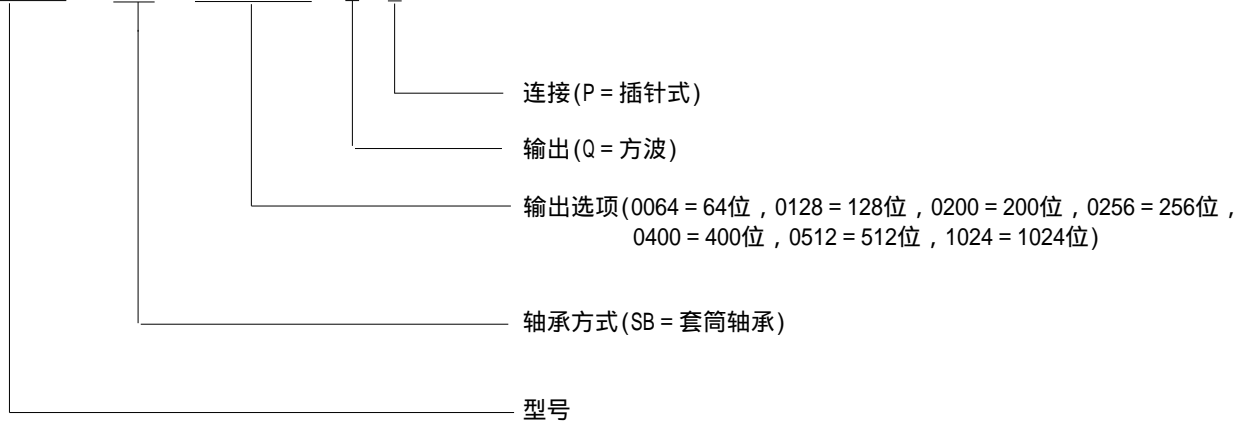 连接(P = 插针式)
输出(Q = 方波)
输出选项(0064 = 64位，0128 = 128位，0200 = 200位，0256 = 256位，
0400 = 400位，0512 = 512位，1024 = 1024位)
轴承方式(SB = 套筒轴承)
型号